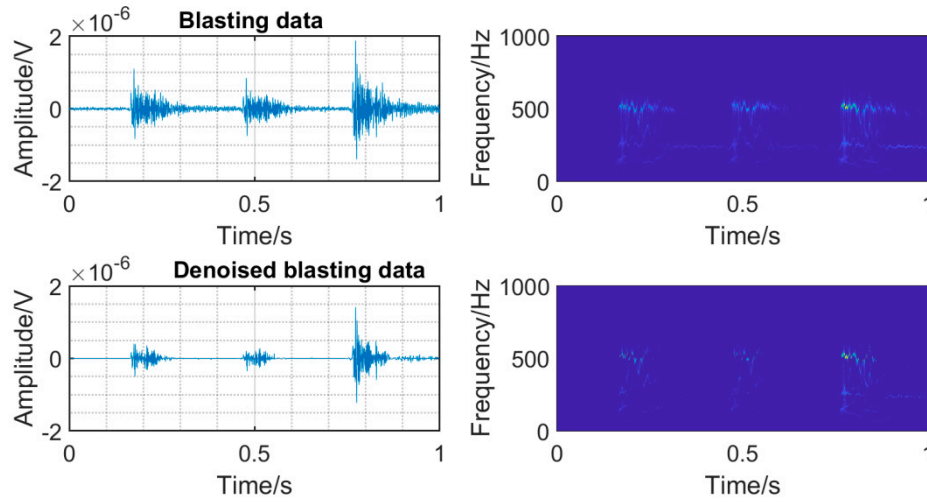 Blasting data
×10⁻⁶
2
0
-2
Amplitude/V
0
0.5
1
Time/s
1000
500
0
Frequency/Hz
0
0.5
1
Time/s
Denoised blasting data
×10⁻⁶
2
0
-2
Amplitude/V
0
0.5
1
Time/s
1000
500
0
Frequency/Hz
0
0.5
1
Time/s